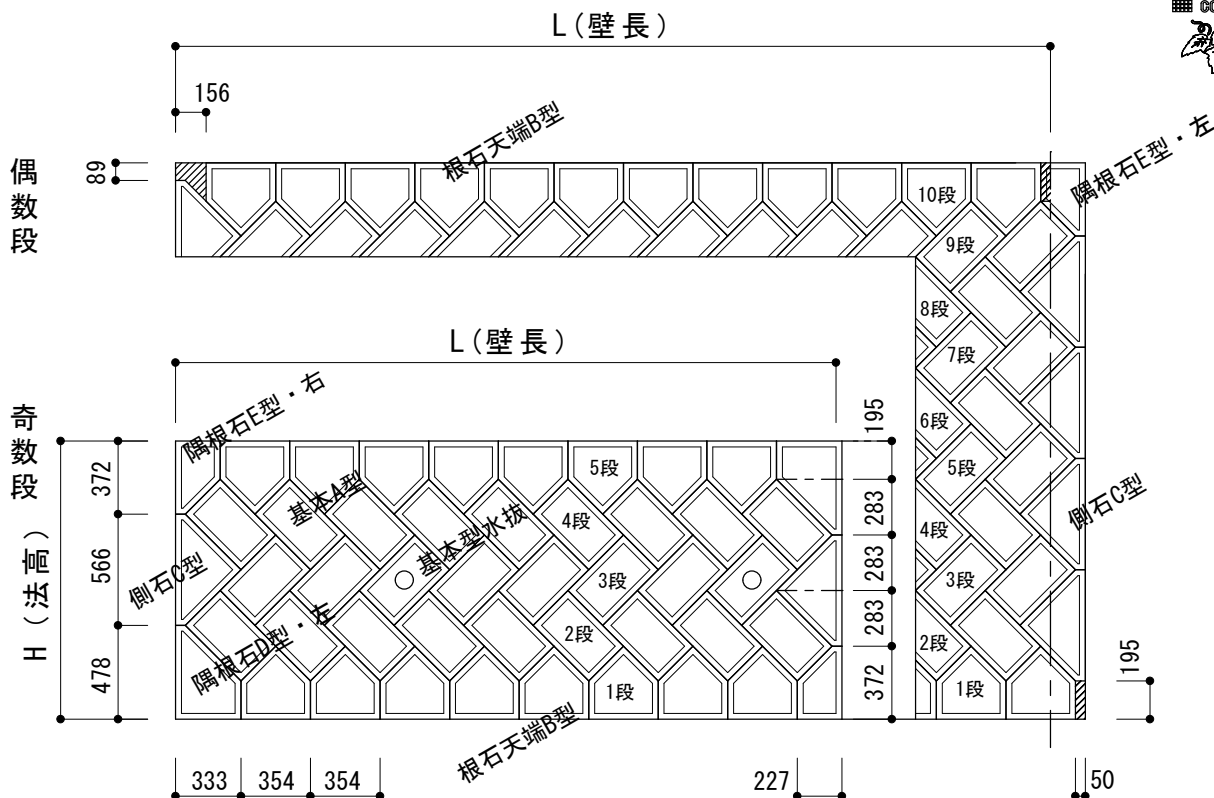 L(壁長)
156
89
偶数段
根石天端B型
隅根石E型・左
10段
9段
8段
7段
6段
5段
4段
3段
2段
1段
側石C型
195
50
L(壁長)
奇数段
H(法高)
372
566
478
隅根石E型・右
基本A型
基本型水抜
側石C型
隅根石D型・左
5段
4段
3段
2段
1段
根石天端B型
195
283
283
283
372
333
354
354
227